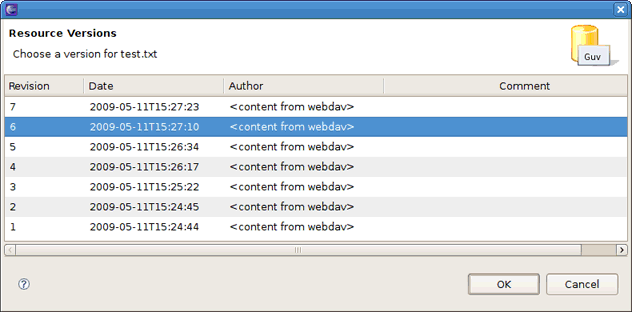 Resource Versions
Choose a version for test.txt
Guv
Revision Date Author Comment
7 2009-05-11T15:27:23 <content from webdav>
6 2009-05-11T15:27:10 <content from webdav>
5 2009-05-11T15:26:34 <content from webdav>
4 2009-05-11T15:26:17 <content from webdav>
3 2009-05-11T15:25:22 <content from webdav>
2 2009-05-11T15:24:45 <content from webdav>
1 2009-05-11T15:24:44 <content from webdav>
? OK Cancel